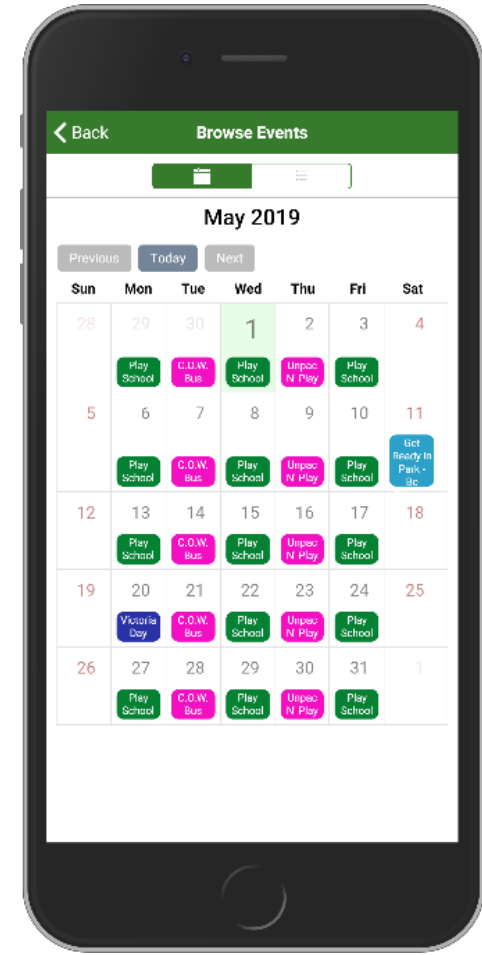 Back Browse Events
May 2019
Previous Today Next
Sun Mon Tue Wed Thu Fri Sat
28 29 30 1 2 3 4
Play C.O.W. Play Unpac Play
School Bus School N' Play School
5 6 7 8 9 10 11
Get
Ready In
Play C.O.W. Play Unpac Play Park -
School Bus School N' Play School Be
12 13 14 15 16 17 18
Play C.O.W. Play Unpac Play
School Bus School N' Play School
19 20 21 22 23 24 25
Victoria C.O.W. Play Unpac Play
Day Bus School N' Play School
26 27 28 29 30 31 1
Play C.O.W. Play Unpac Play
School Bus School N' Play School